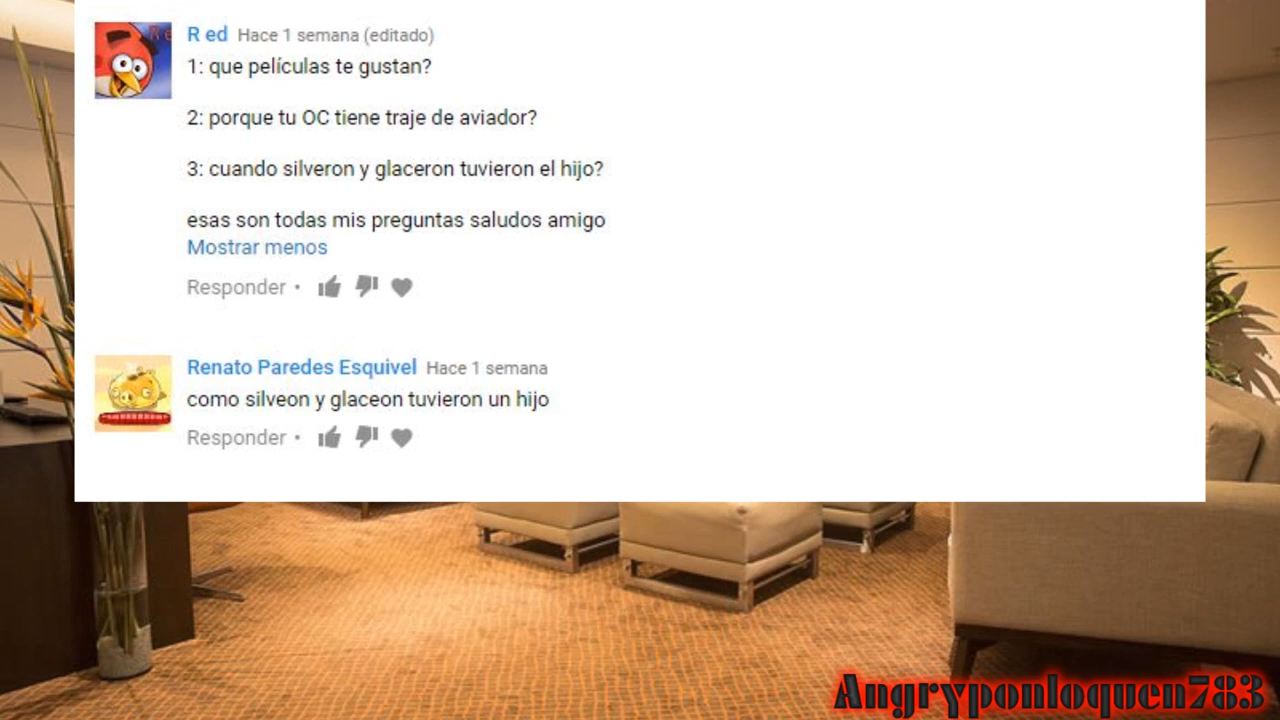 R ed Hace 1 semana (editado)
1: que películas te gustan?
2: porque tu OC tiene traje de aviador?
3: cuando silveron y glaceron tuvieron el hijo?
esas son todas mis preguntas saludos amigo
Mostrar menos
Responder •
Renato Paredes Esquivel Hace 1 semana
como silveon y glaceon tuvieron un hijo
Responder •
Angryponloquen783